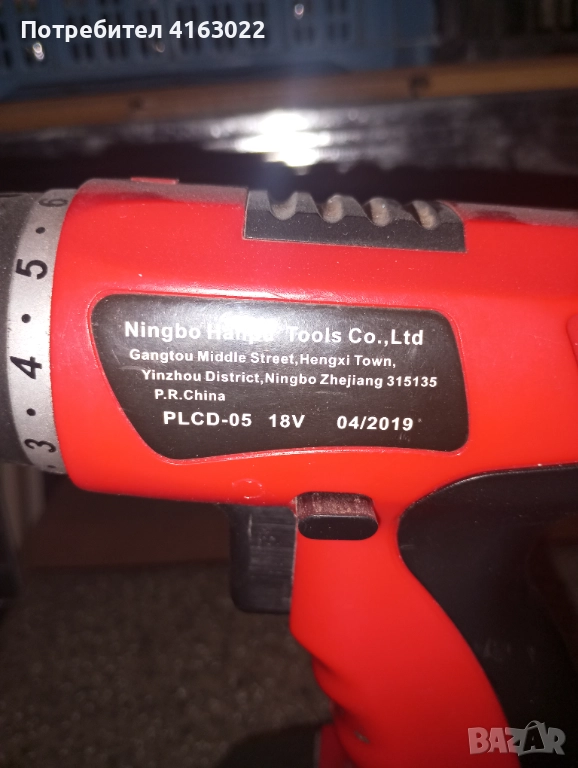 Потребител 4163022
6
5
4
3
Ningbo Tools Co.,Ltd
Gangtou Middle Street,Hengxi Town,
Yinzhou District,Ningbo Zhejiang 315135
P.R.China
PLCD-05 18V 04/2019
BAZAR